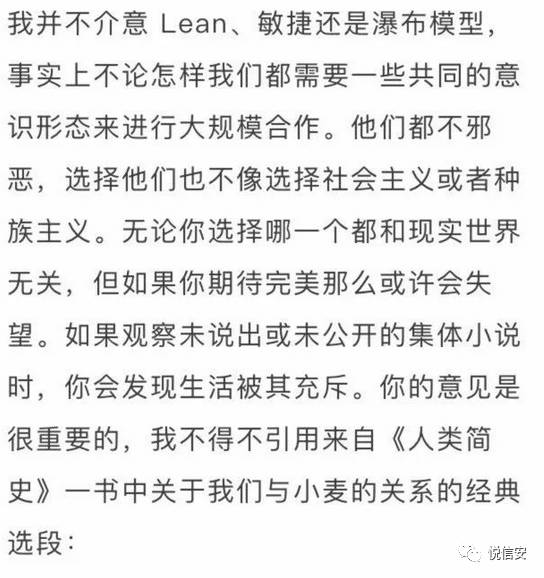 我并不介意 Lean、敏捷还是瀑布模型，
事实上不论怎样我们都需要一些共同的意
识形态来进行大规模合作。他们都不邪
恶，选择他们也不像选择社会主义或者种
族主义。无论你选择哪一个都和现实世界
无关，但如果你期待完美那么或许会失
望。如果观察未说出或未公开的集体小说
时，你会发现生活被其充斥。你的意见是
很重要的，我不得不引用来自《人类简
史》一书中关于我们与小麦的关系的经典
选段：
悦信安